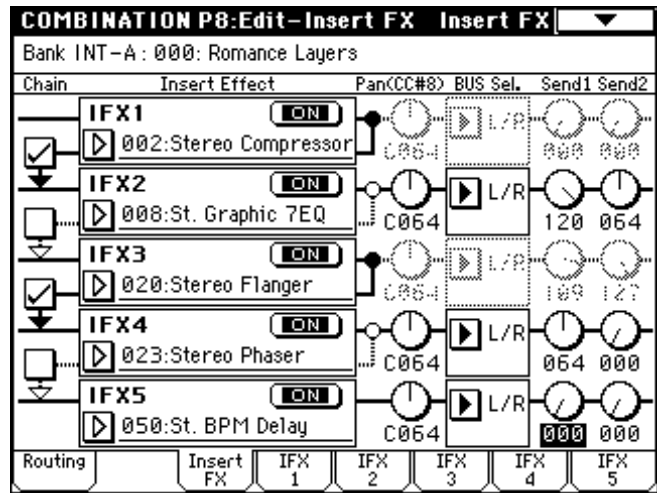 COMBINATION P8:Edit-Insert FX Insert FX
Bank INT-A: 000: Romance Layers
Chain Insert Effect Pan(CC#8) BUS Sel. Send1 Send2
IFX1 ON
002:Stereo Compressor C064 L/R 000 000
IFX2 ON
008:St. Graphic 7EQ C064 L/R 120 064
IFX3 ON
020:Stereo Flanger C064 L/R 109 127
IFX4 ON
023:Stereo Phaser C064 L/R 064 000
IFX5 ON
050:St. BPM Delay C064 L/R 000 000
Routing Insert FX IFX 1 IFX 2 IFX 3 IFX 4 IFX 5